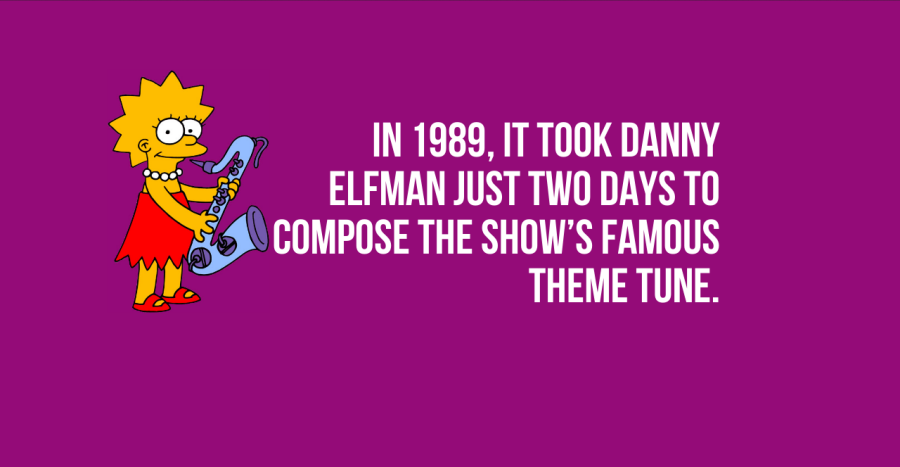 IN 1989, IT TOOK DANNY
ELFMAN JUST TWO DAYS TO
COMPOSE THE SHOW’S FAMOUS
THEME TUNE.